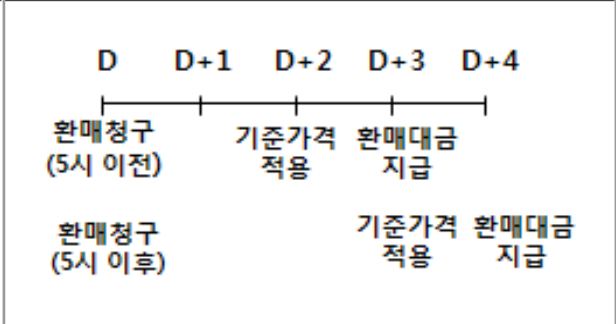 D D+1 D+2 D+3 D+4
환매청구 기준가격 환매대금
(5시 이전) 적용 지급
환매청구 기준가격 환매대금
(5시 이후) 적용 지급